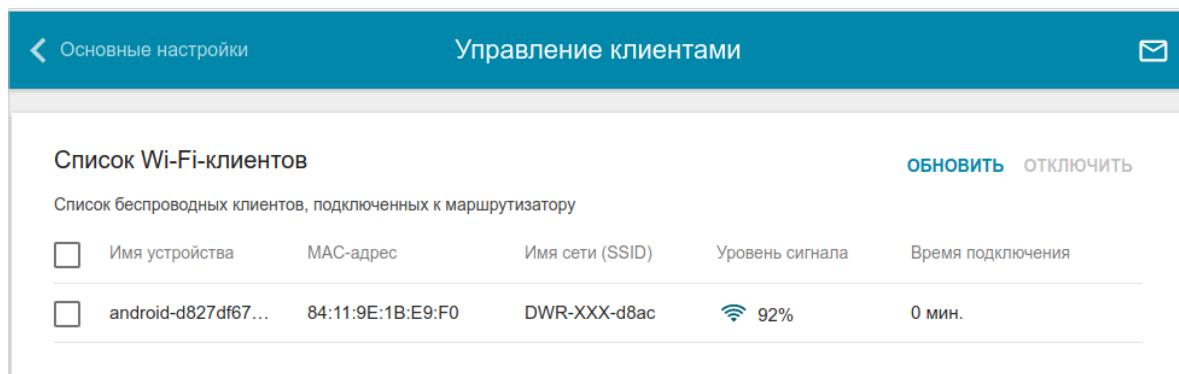 Основные настройки Управление клиентами
Список Wi-Fi-клиентов
ОБНОВИТЬ ОТКЛЮЧИТЬ
Список беспроводных клиентов, подключенных к маршрутизатору
Имя устройства MAC-адрес Имя сети (SSID) Уровень сигнала Время подключения
android-d827df67… 84:11:9E:1B:E9:F0 DWR-XXX-d8ac 92% 0 мин.